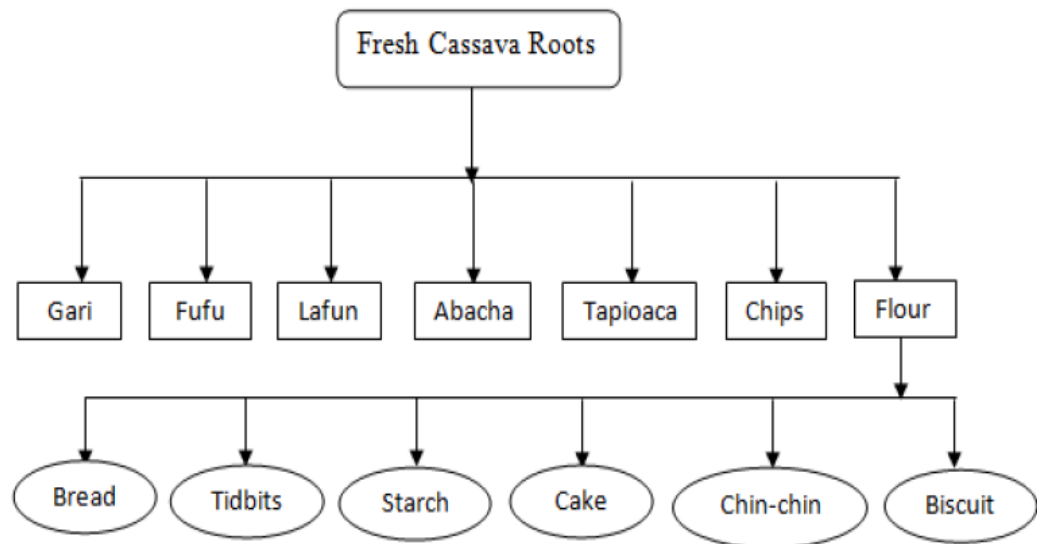 Fresh Cassava Roots
Gari
Fufu
Lafun
Abacha
Tapioaca
Chips
Flour
Bread
Tidbits
Starch
Cake
Chin-chin
Biscuit